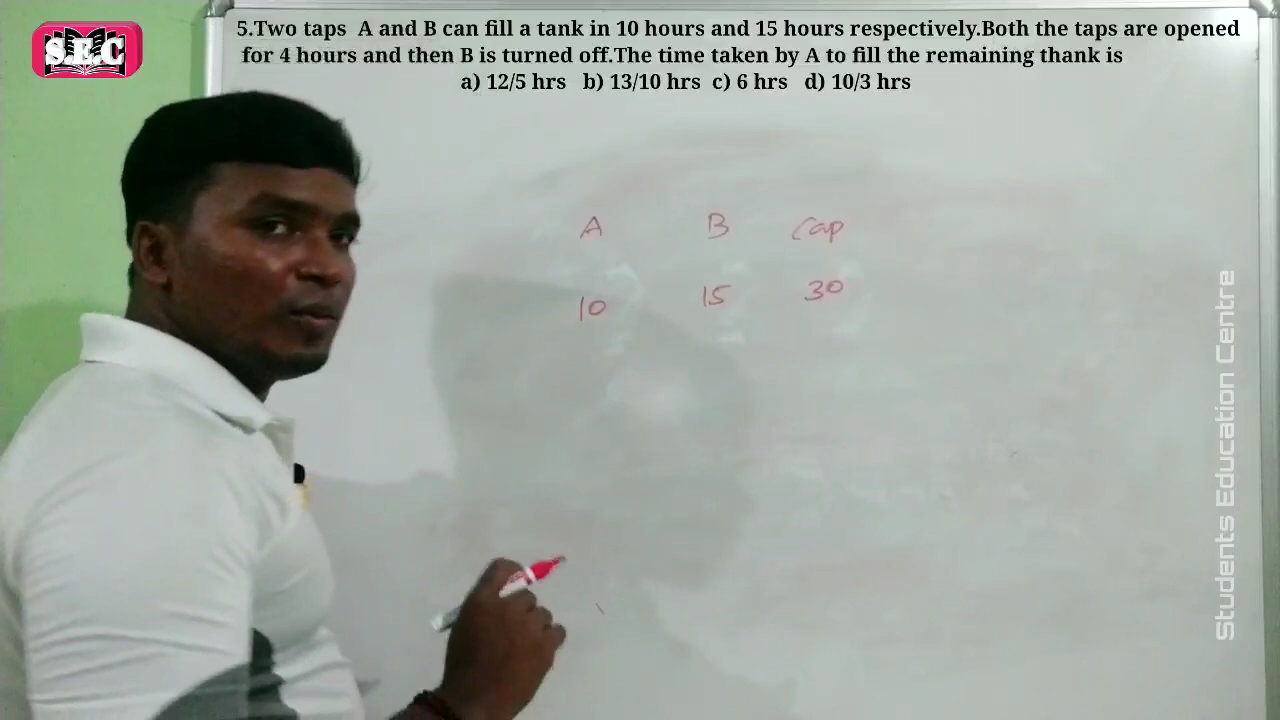 S.E.C
5.Two taps A and B can fill a tank in 10 hours and 15 hours respectively.Both the taps are opened
for 4 hours and then B is turned off.The time taken by A to fill the remaining thank is
a) 12/5 hrs b) 13/10 hrs c) 6 hrs d) 10/3 hrs
A B Cap
10 15 30
Students Education Centre